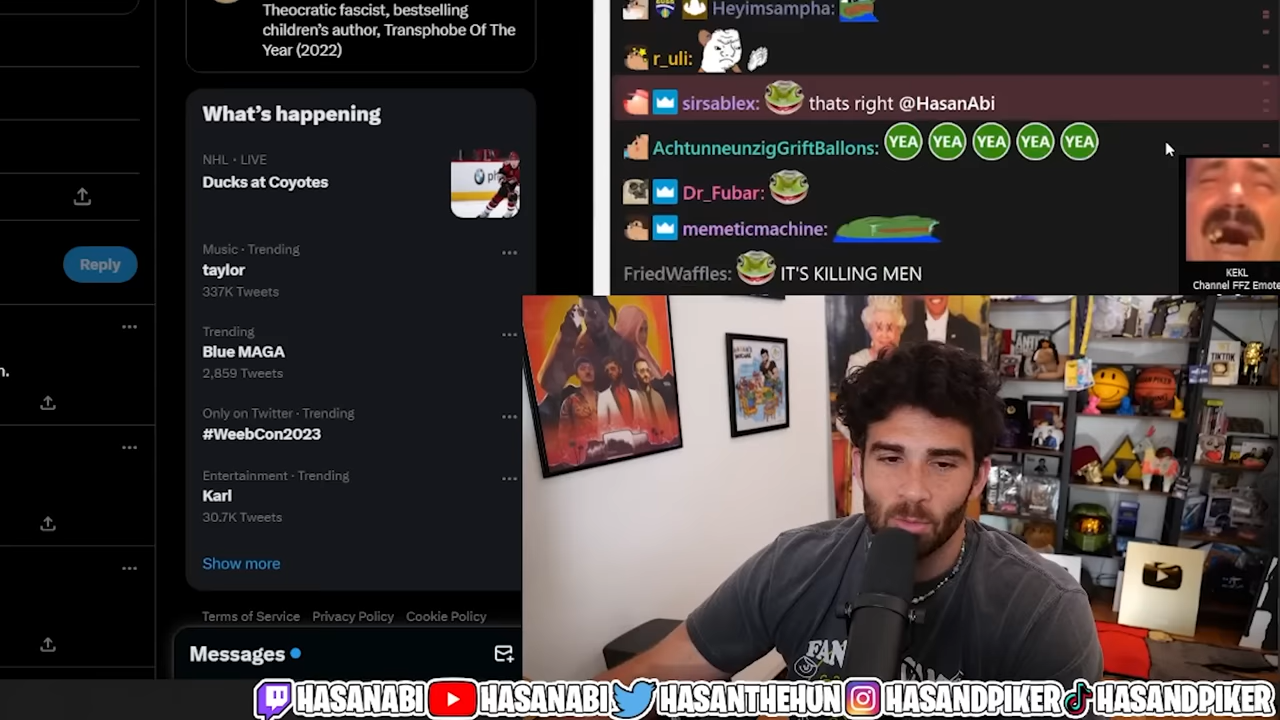 Theocratic fascist, bestselling
children's author, Transphobe Of The
Year (2022)
What's happening
NHL · LIVE
Ducks at Coyotes
Music · Trending
taylor
337K Tweets
Trending
Blue MAGA
2,859 Tweets
Only on Twitter · Trending
#WeebCon2023
Entertainment · Trending
Karl
30.7K Tweets
Show more
Terms of Service Privacy Policy Cookie Policy
Messages
Reply
n.
Heyimsampha:
r_uli:
sirsablex: thats right @HasanAbi
AchtunneunzigGriftBallons: YEA YEA YEA YEA YEA
Dr_Fubar:
memeticmachine:
FriedWaffles: IT'S KILLING MEN
KEKL
Channel FFZ Emote
TIKTOK
FAN
HASANABI HASANABI HASANTHEHUN HASANDPIKER HASANDPIKER